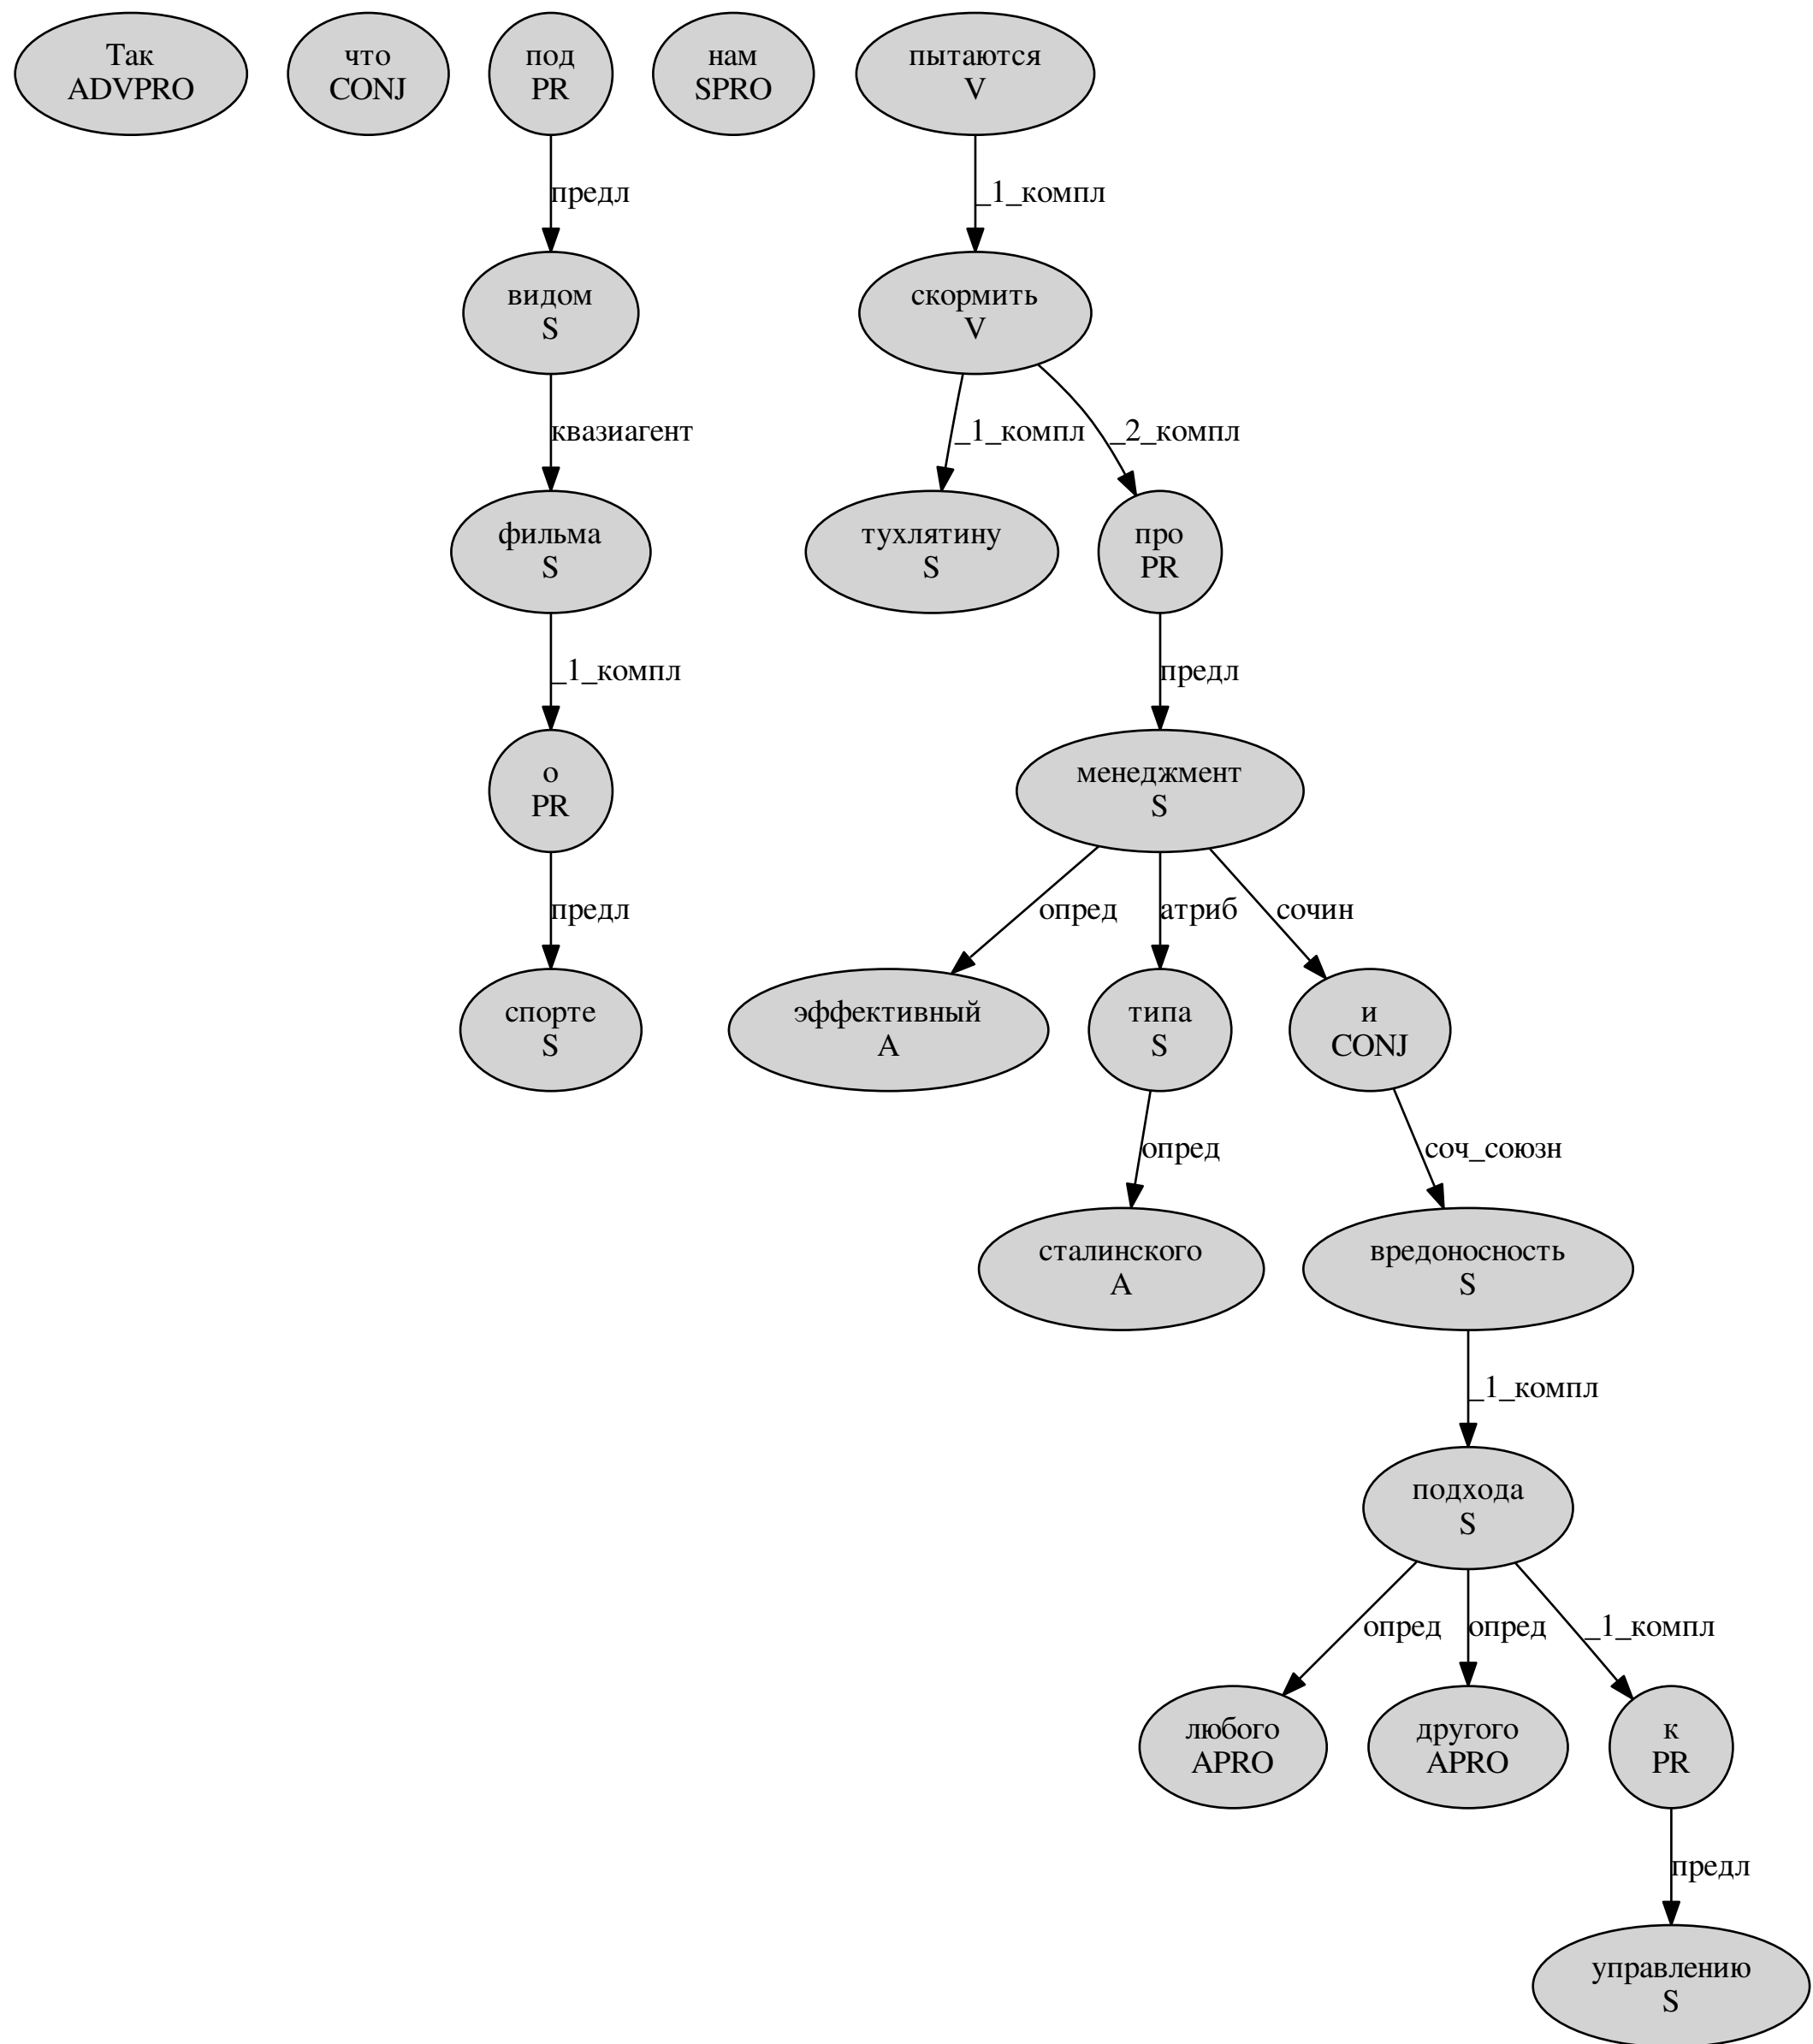 Так
ADVPRO
что
CONJ
под
PR
нам
SPRO
пытаются
V
предл
_1_компл
видом
S
скормить
V
квазиагент
_1_компл
_2_компл
фильма
S
тухлятину
S
про
PR
_1_компл
предл
о
PR
менеджмент
S
предл
опред
атриб
сочин
спорте
S
эффективный
A
типа
S
и
CONJ
опред
соч_союзн
сталинского
A
вредоносность
S
_1_компл
подхода
S
опред
опред
_1_компл
любого
APRO
другого
APRO
к
PR
предл
управлению
S